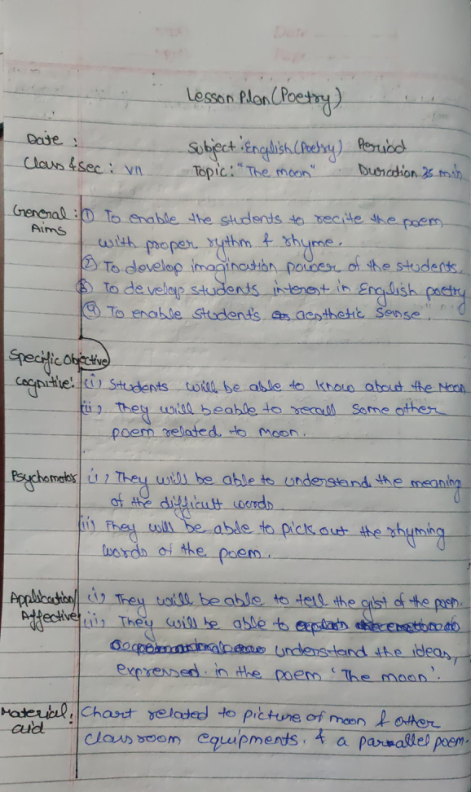 Lesson Plan (Poetry)
Date : Subject : English (Poetry) Period
Class & sec : VII Topic : "The moon" Duration 35 min
General Aims : (1) To enable the students to recite the poem
with proper rythm & rhyme.
(2) To develop imagination power of the students.
(3) To develop students interest in English poetry
(4) To enable student's aesthetic sense.
Specific Objective
Cognitive : (i) Students will be able to know about the Moon
(ii) They will be able to recall some other
poem related to moon.
Psychomotor (i) They will be able to understand the meaning
of the difficult words.
(ii) They will be able to pick out the rhyming
words of the poem.
Application/ (i) They will be able to tell the gist of the poem.
Affective (ii) They will be able to
understand the ideas,
expressed in the poem 'The moon'.
Material : Chart related to picture of moon & other
aid classroom equipments. & a parallel poem.